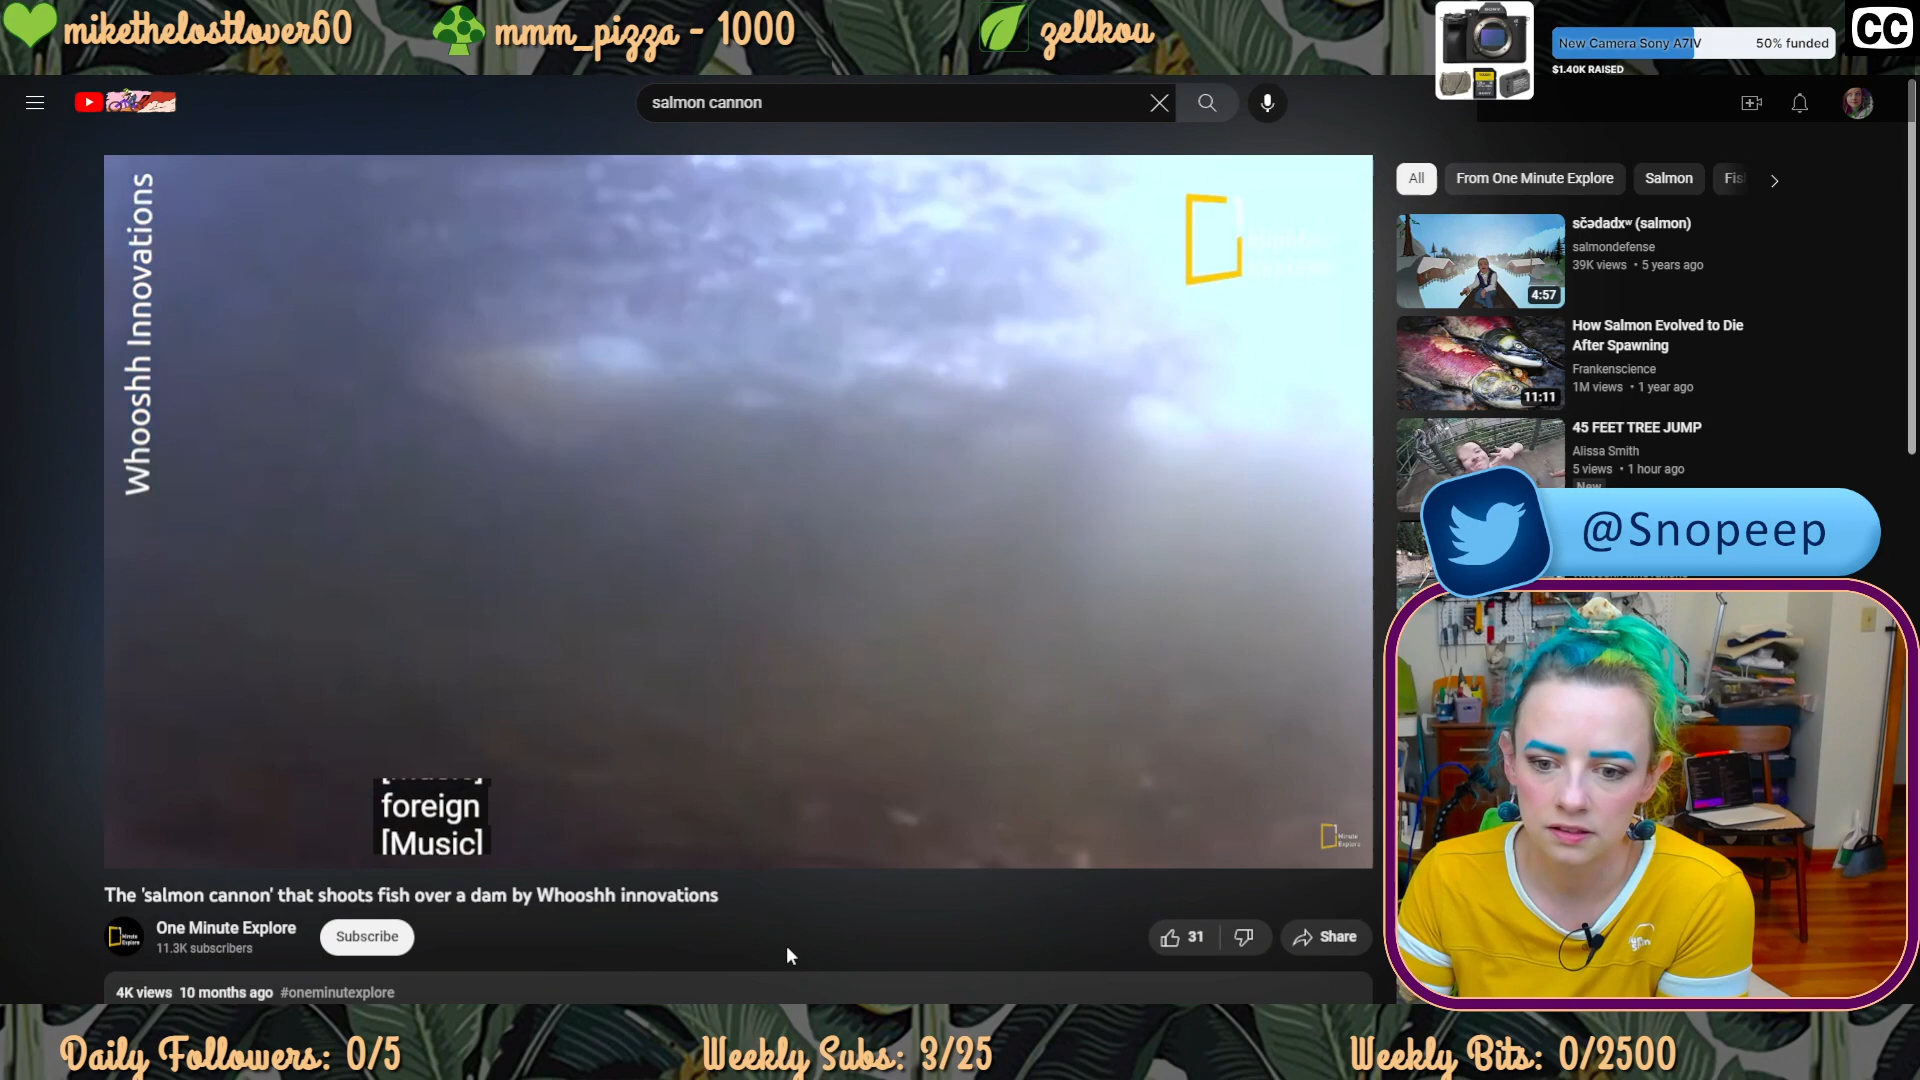 mikethelostlover60
mmm_pizza - 1000
zellkou
SONY
New Camera Sony A7IV
50% funded
$1.40K RAISED
CC
salmon cannon
Whooshh Innovations
foreign
[Music]
Minute
Explore
The 'salmon cannon' that shoots fish over a dam by Whooshh innovations
One Minute Explore
11.3K subscribers
Subscribe
31
Share
4K views 10 months ago #oneminutexplore
All
From One Minute Explore
Salmon
sčədadxʷ (salmon)
salmondefense
39K views • 5 years ago
4:57
How Salmon Evolved to Die
After Spawning
Frankenscience
1M views • 1 year ago
11:11
45 FEET TREE JUMP
Alissa Smith
5 views • 1 hour ago
New
@Snopeep
Daily Followers: 0/5
Weekly Subs: 3/25
Weekly Bits: 0/2500